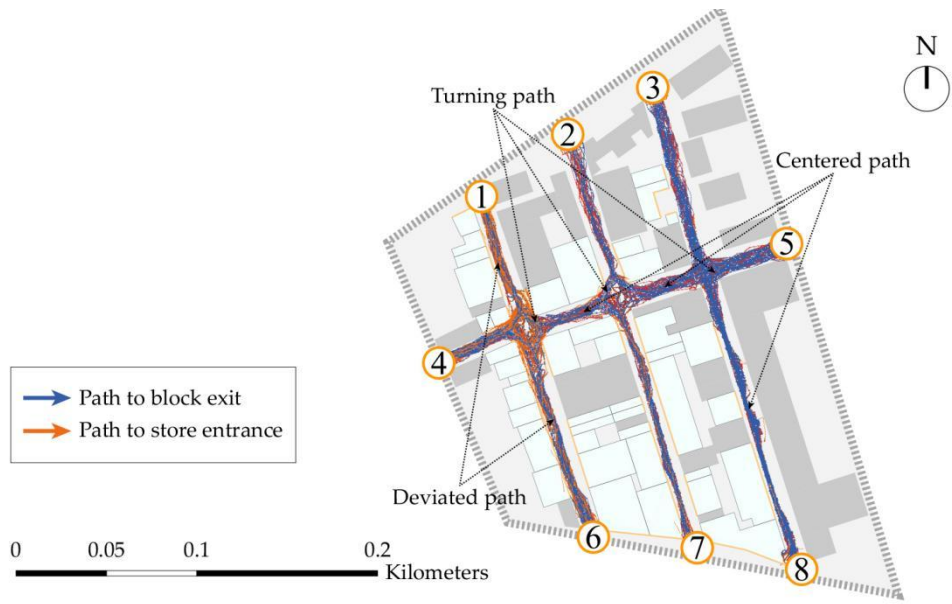 N
3
Turning path
2
Centered path
1
5
4
Path to block exit
Path to store entrance
Deviated path
6
7
8
0 0.05 0.1 0.2
Kilometers